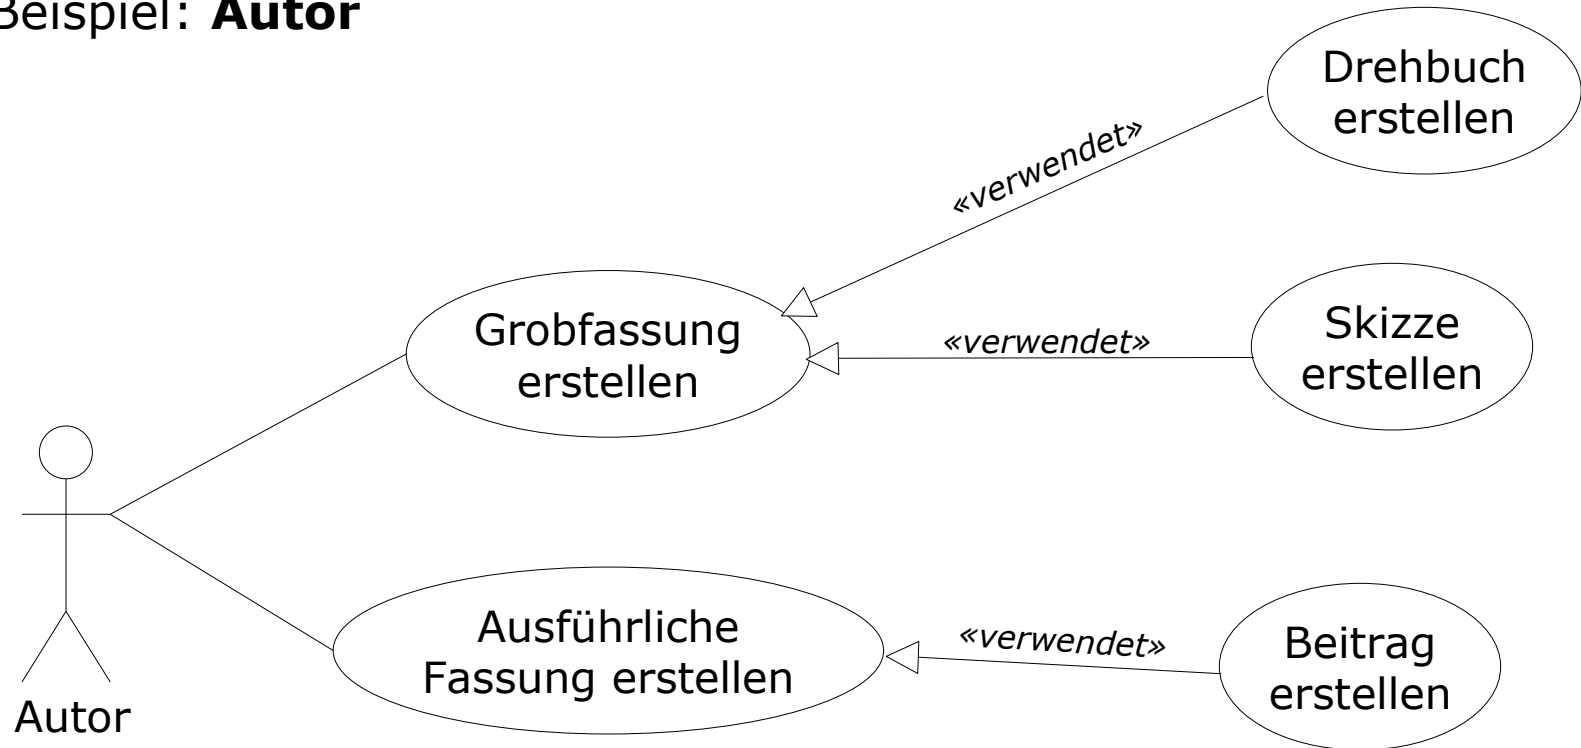 Beispiel: Autor
Drehbuch
erstellen
«verwendet»
Grobfassung
erstellen
«verwendet»
Skizze
erstellen
Ausführliche
Fassung erstellen
«verwendet»
Beitrag
erstellen
Autor